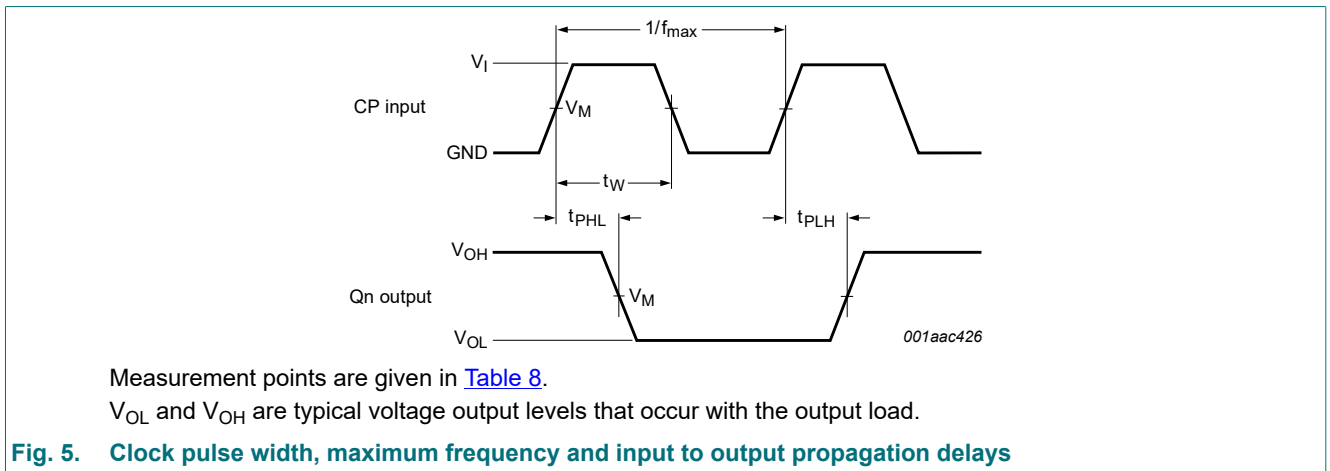 1/fmax
VI
CP input
VM
GND
tW
tPHL
tPLH
VOH
Qn output
VM
VOL
001aac426
Measurement points are given in Table 8.
VOL and VOH are typical voltage output levels that occur with the output load.
Fig. 5. Clock pulse width, maximum frequency and input to output propagation delays